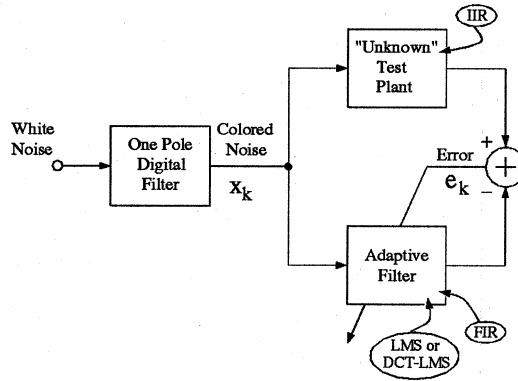 IIR
"Unknown"
Test
Plant
White
Noise
One Pole
Digital
Filter
Colored
Noise
x_k
Error
e_k
+
+
−
Adaptive
Filter
LMS or
DCT-LMS
FIR